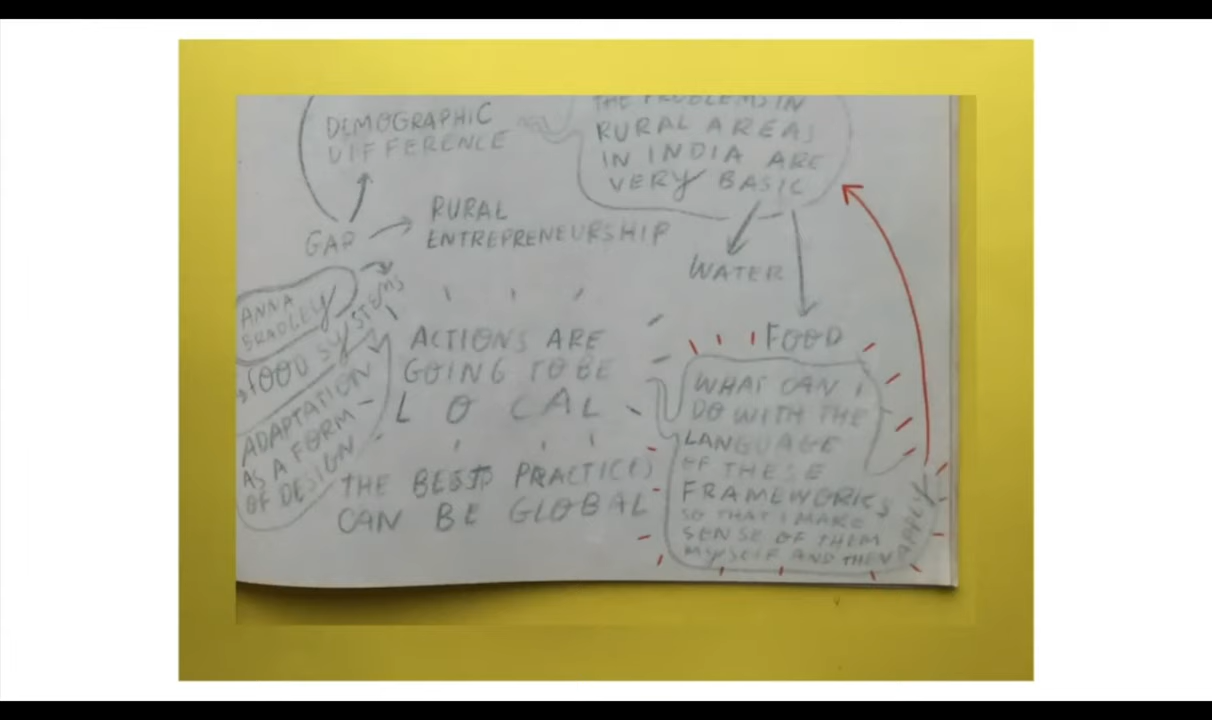 DEMOGRAPHIC
DIFFERENCE
THE PROBLEMS IN
RURAL AREAS
IN INDIA ARE
VERY BASIC
GAP
RURAL
ENTREPRENEURSHIP
WATER
FOOD
ANNA
BRADLEY
FOOD SYSTEMS
ADAPTATION
AS A FORM
OF DESIGN
ACTIONS ARE
GOING TO BE
LOCAL
THE BEST PRACTICES
CAN BE GLOBAL
WHAT CAN I
DO WITH THE
LANGUAGE
OF THESE
FRAMEWORKS
SO THAT I MAKE
SENSE OF THEM
MYSELF AND THEN
APPLY